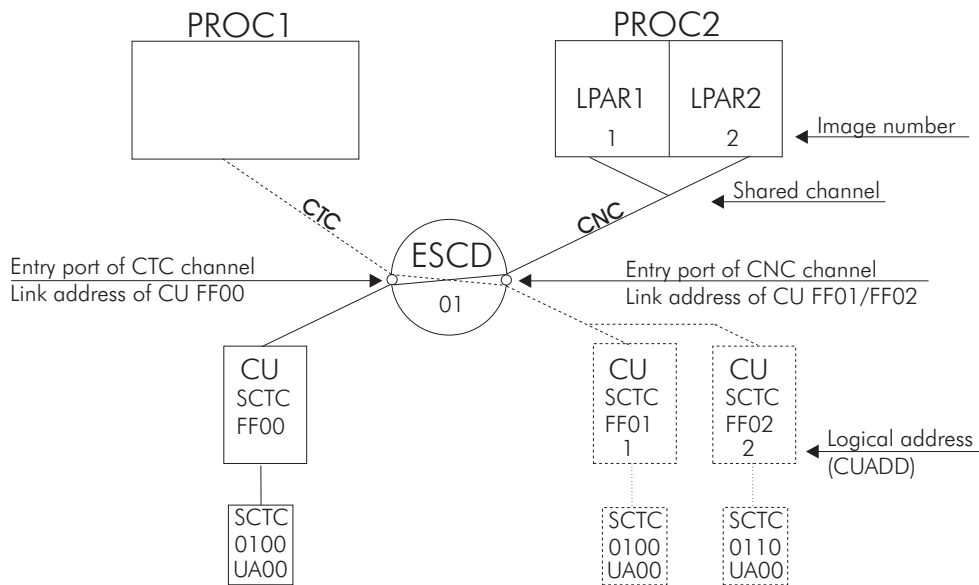 PROC1
PROC2
LPAR1
LPAR2
1
2
Image number
Shared channel
CTC
CNC
ESCD
01
Entry port of CTC channel
Link address of CU FF00
Entry port of CNC channel
Link address of CU FF01/FF02
CU
SCTC
FF00
CU
SCTC
FF01
1
CU
SCTC
FF02
2
Logical address
(CUADD)
SCTC
0100
UA00
SCTC
0100
UA00
SCTC
0110
UA00